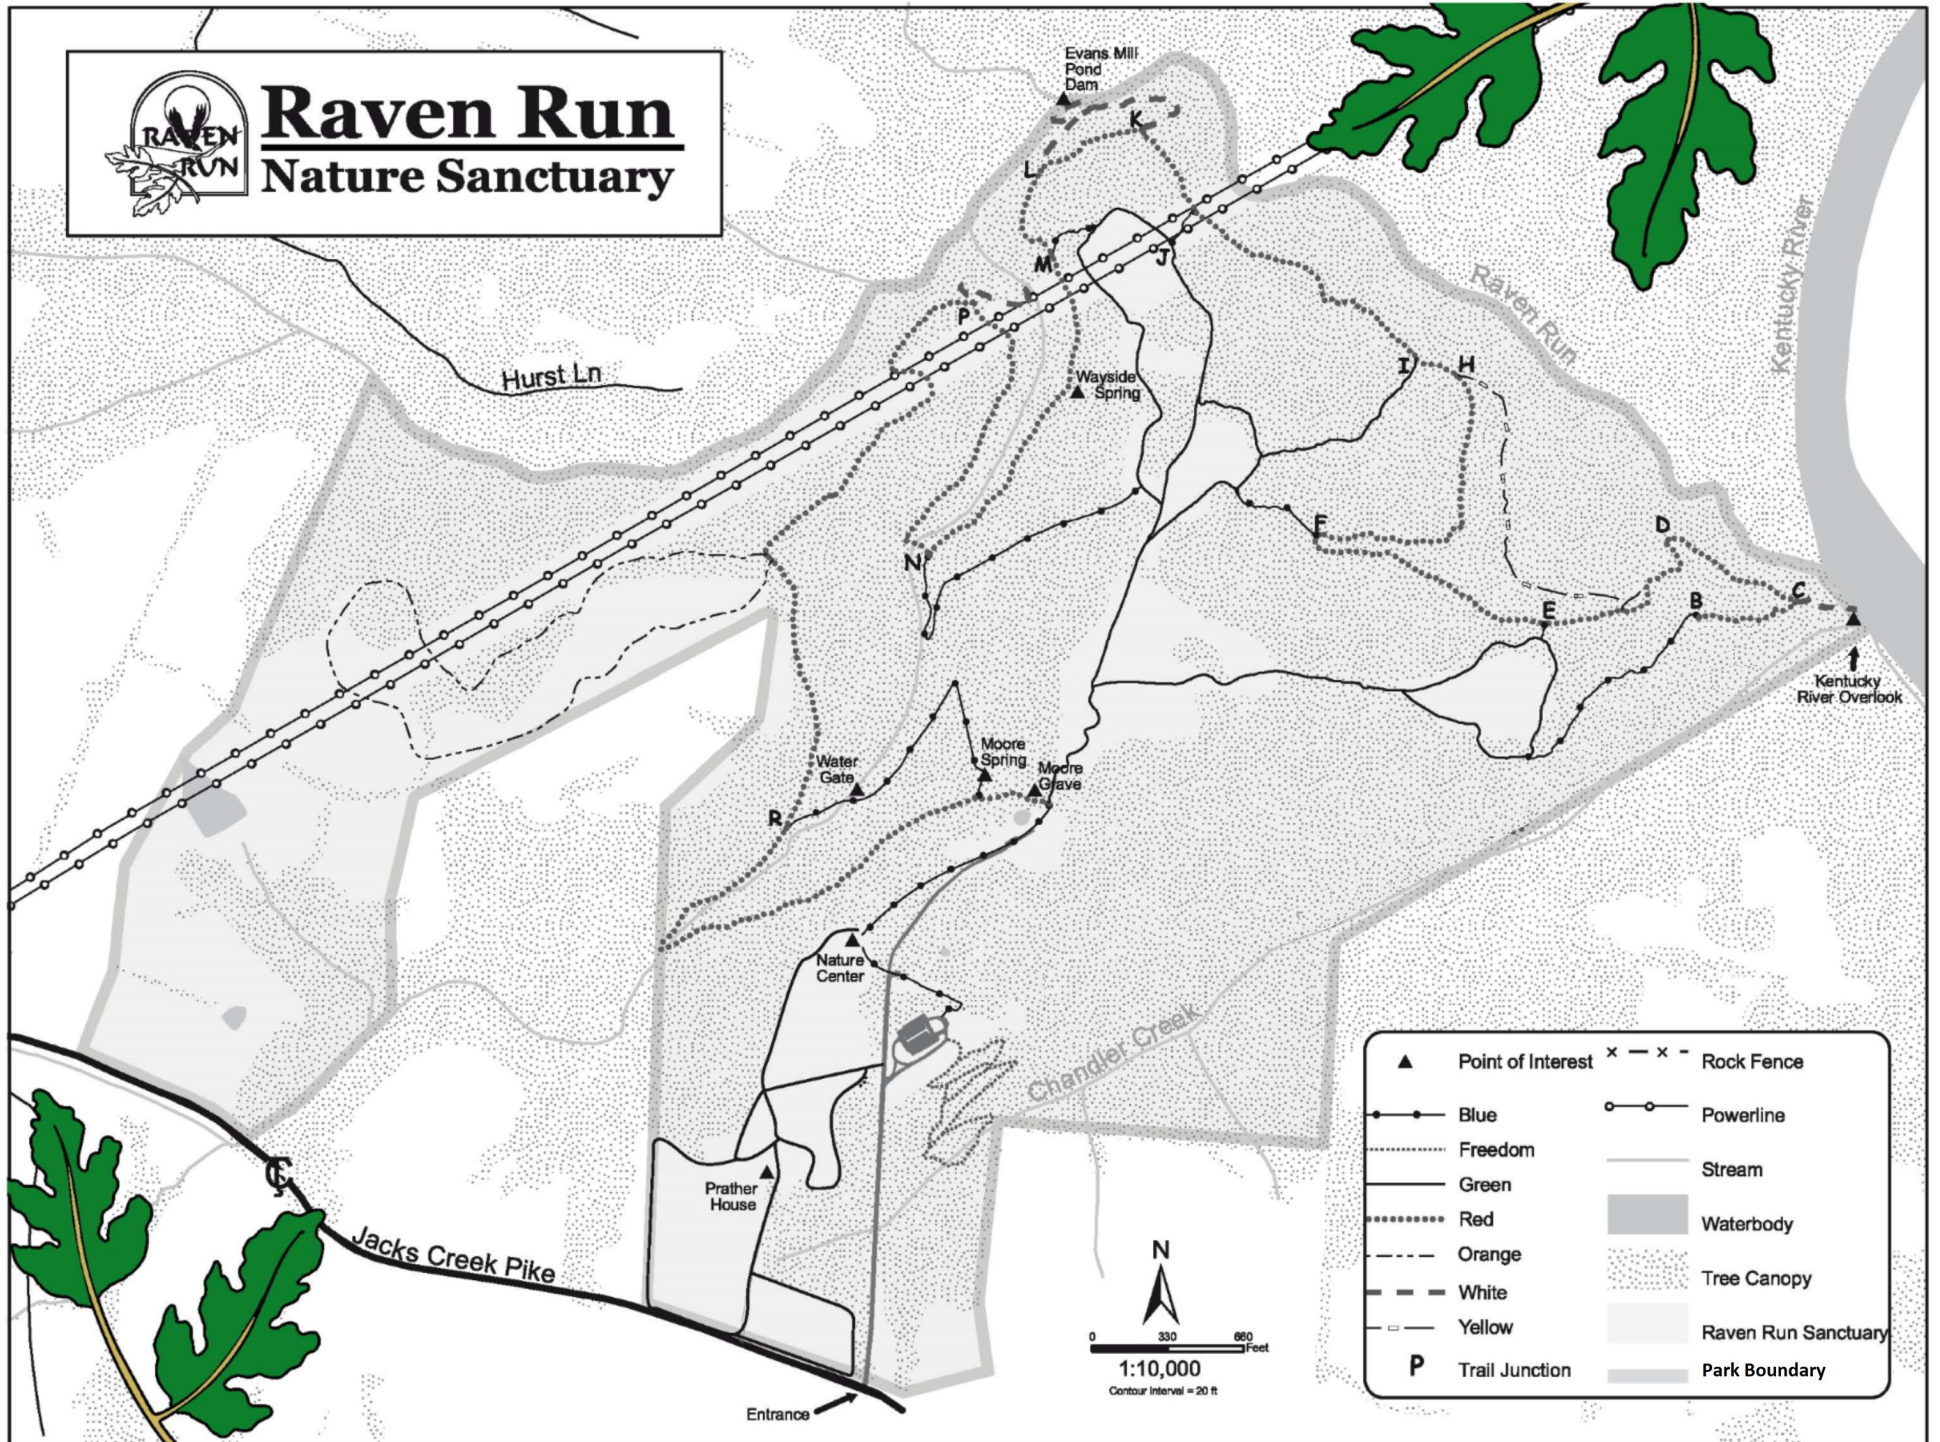 RAVEN
RUN
Raven Run
Nature Sanctuary
Evans Mill
Pond
Dam
K
L
M
J
P
Hurst Ln
Wayside
Spring
I
H
Raven Run
Kentucky River
F
N
D
E
B
C
Kentucky
River Overlook
Water
Gate
Moore
Spring
Moore
Grave
R
Nature
Center
Chandler Creek
Prather
House
Jacks Creek Pike
Entrance
N
0 330 660
Feet
1:10,000
Contour Interval = 20 ft
Point of Interest
Blue
Freedom
Green
Red
Orange
White
Yellow
P Trail Junction
Rock Fence
Powerline
Stream
Waterbody
Tree Canopy
Raven Run Sanctuary
Park Boundary